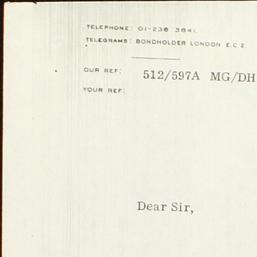 TELEPHONE: 01-236 3841
TELEGRAMS: BONDHOLDER LONDON E.C.2.
OUR REF: 512/597A MG/DH
YOUR REF:
Dear Sir,